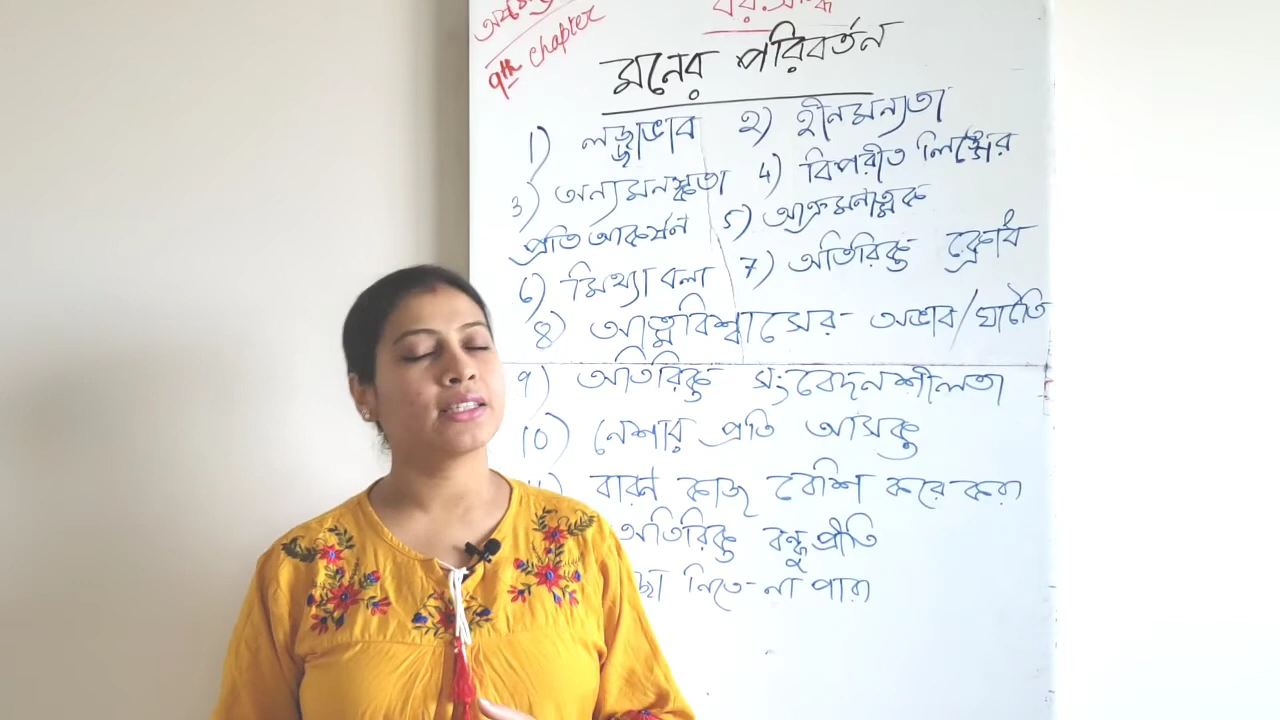 9th chapter
মনের পরিবর্তন
1) লজ্জাভাব ২) হীনমন্যতা
3) অন্যমনস্কতা 4) বিপরীত লিঙ্গের
প্রতি আকর্ষন 5) আক্রমনাত্মক
6) মিথ্যা বলা 7) অতিরিক্ত ক্রোধ
8) আত্মবিশ্বাসের অভাব/ঘাটতি
9) অতিরিক্ত সংবেদনশীলতা
10) নেশার প্রতি আসক্ত
বারণ কাজ বেশি করে করা
অতিরিক্ত বন্ধুপ্রীতি
নিতে না পারা